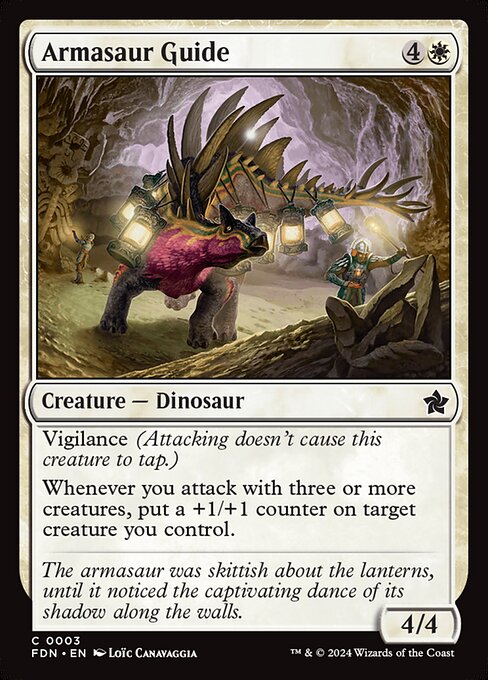 Armasaur Guide 4
Creature — Dinosaur
Vigilance (Attacking doesn't cause this
creature to tap.)
Whenever you attack with three or more
creatures, put a +1/+1 counter on target
creature you control.
The armasaur was skittish about the lanterns,
until it noticed the captivating dance of its
shadow along the walls.
4/4
C 0003
FDN • EN Loïc Canavaggia
™ & © 2024 Wizards of the Coast